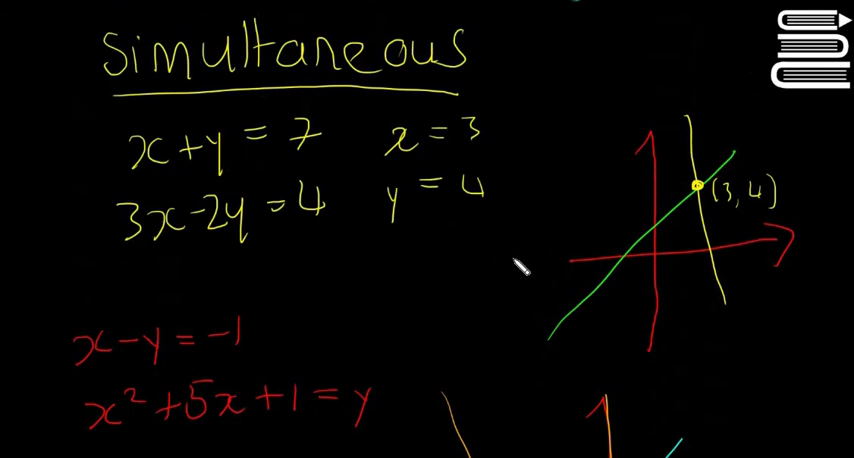 Simultaneous
x + y = 7    x = 3
3x - 2y = 4    y = 4
(3, 4)
x - y = -1
x² + 5x + 1 = y